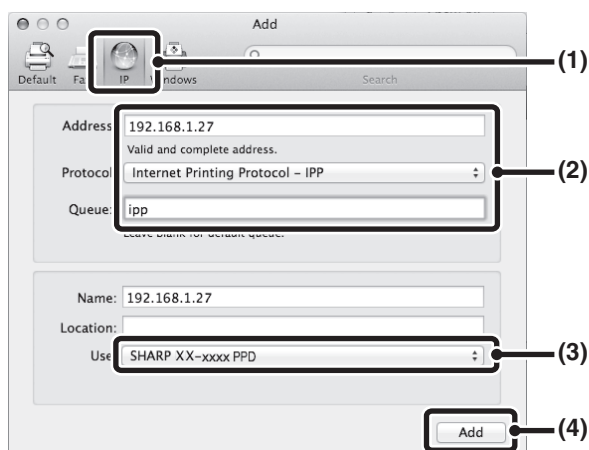 Add
(1)
Default Fa IP ndows Search
Address 192.168.1.27
Valid and complete address.
(2)
Protocol Internet Printing Protocol – IPP
Queue: ipp
Leave blank for default queue.
Name: 192.168.1.27
Location:
Use SHARP XX-xxxx PPD
(3)
Add
(4)